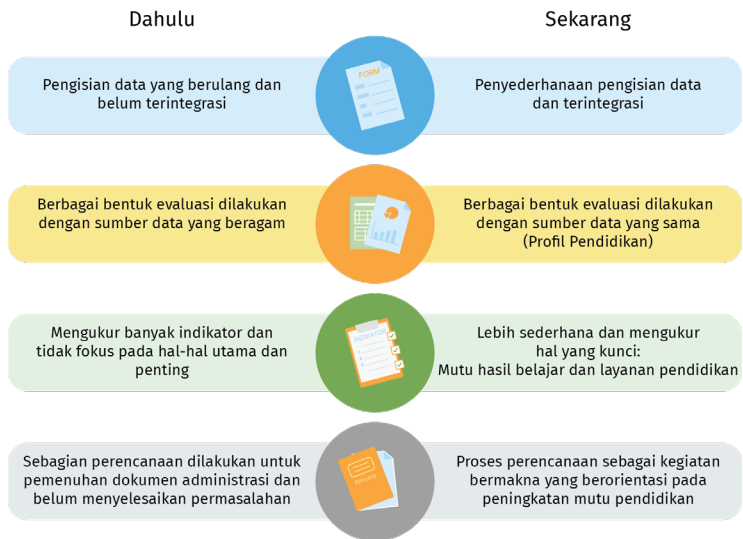 Dahulu
Sekarang
Pengisian data yang berulang dan
belum terintegrasi
FORM
Penyederhanaan pengisian data
dan terintegrasi
Berbagai bentuk evaluasi dilakukan
dengan sumber data yang beragam
Berbagai bentuk evaluasi dilakukan
dengan sumber data yang sama
(Profil Pendidikan)
Mengukur banyak indikator dan
tidak fokus pada hal-hal utama dan
penting
INDIKATOR
Lebih sederhana dan mengukur
hal yang kunci:
Mutu hasil belajar dan layanan pendidikan
Sebagian perencanaan dilakukan untuk
pemenuhan dokumen administrasi dan
belum menyelesaikan permasalahan
Rencana
Proses perencanaan sebagai kegiatan
bermakna yang berorientasi pada
peningkatan mutu pendidikan